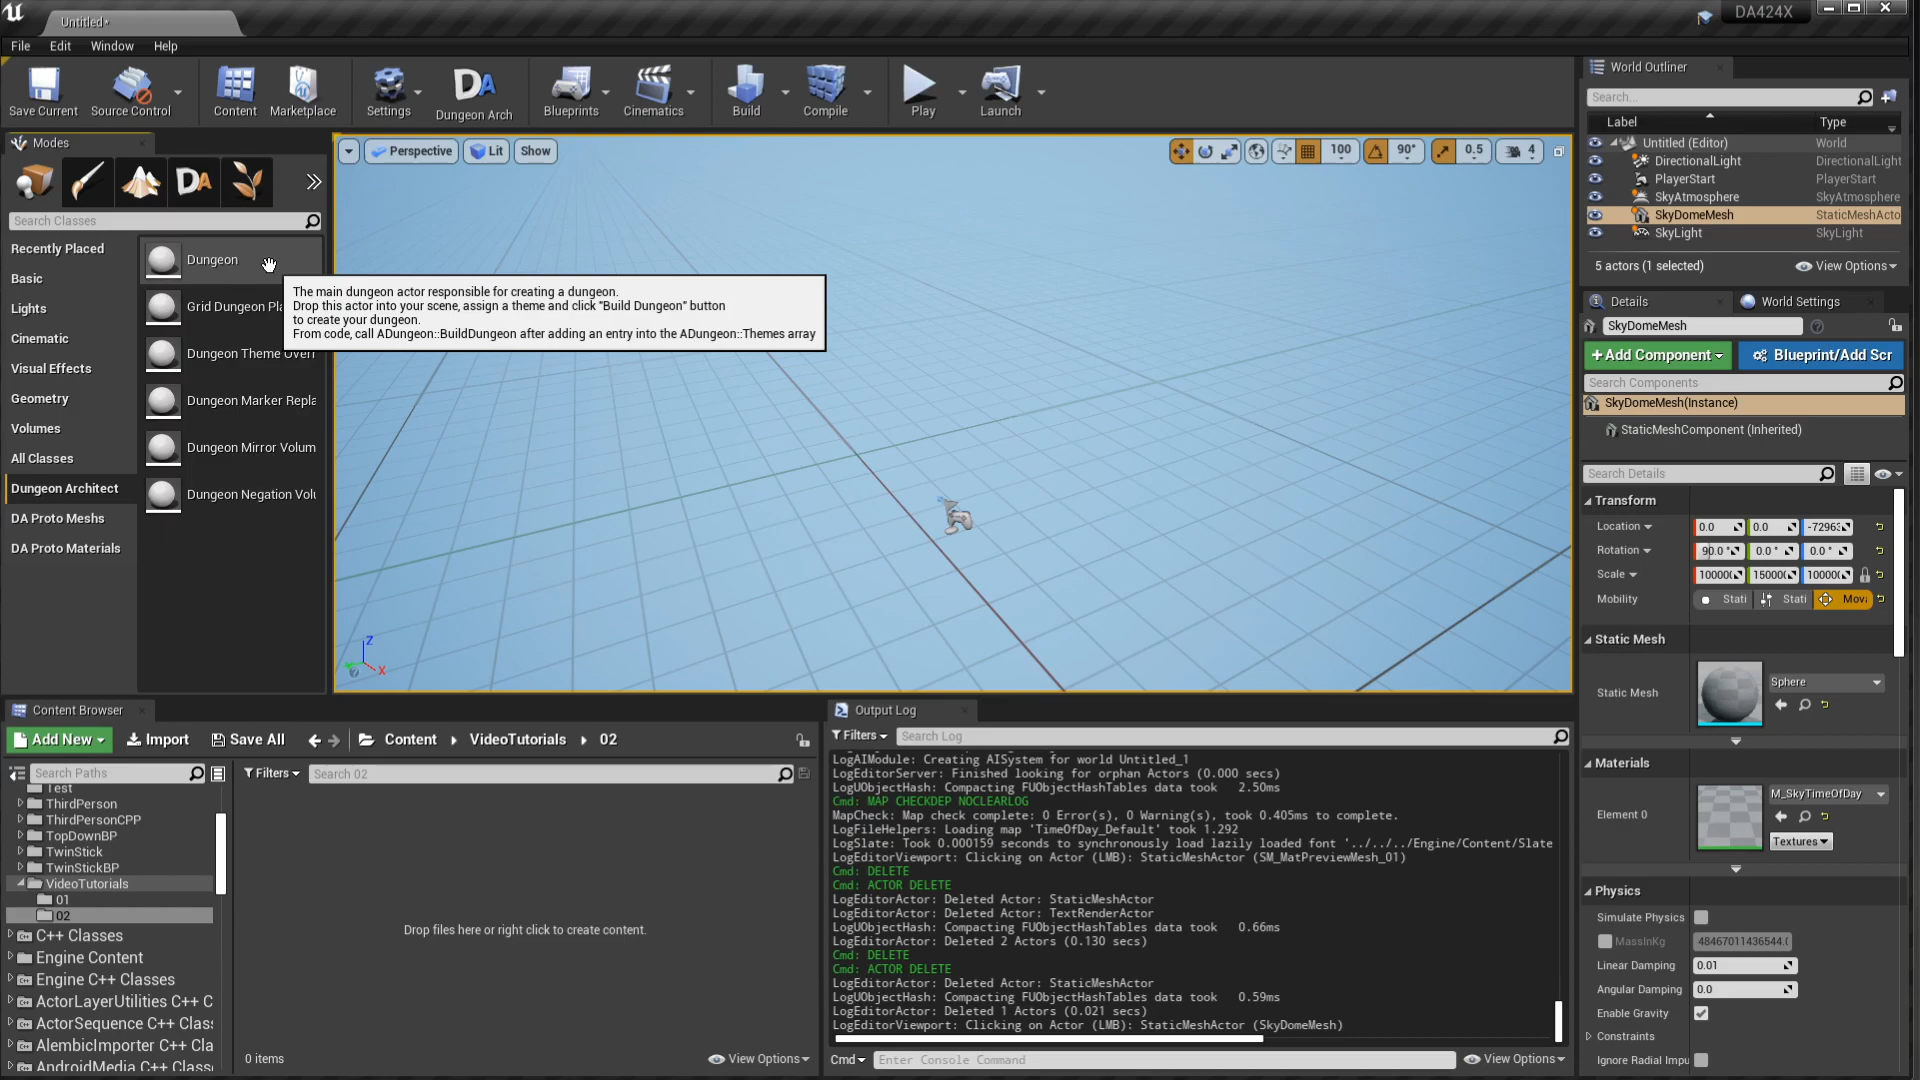 Untitled*
DA424X
File
Edit
Window
Help
Save Current
Source Control
Content
Marketplace
Settings
DA
Dungeon Arch
Blueprints
Cinematics
Build
Compile
Play
Launch
Modes
DA
Search Classes
Recently Placed
Basic
Lights
Cinematic
Visual Effects
Geometry
Volumes
All Classes
Dungeon Architect
DA Proto Meshs
DA Proto Materials
Dungeon
Grid Dungeon Pla
Dungeon Theme Overri
Dungeon Marker Repla
Dungeon Mirror Volum
Dungeon Negation Volu
The main dungeon actor responsible for creating a dungeon.
Drop this actor into your scene, assign a theme and click "Build Dungeon" button
to create your dungeon.
From code, call ADungeon::BuildDungeon after adding an entry into the ADungeon::Themes array
Perspective
Lit
Show
100
90°
0.5
4
Z
X
World Outliner
Search...
Label
Type
Untitled (Editor)
World
DirectionalLight
DirectionalLight
PlayerStart
PlayerStart
SkyAtmosphere
SkyAtmosphere
SkyDomeMesh
StaticMeshActo
SkyLight
SkyLight
5 actors (1 selected)
View Options
Details
World Settings
SkyDomeMesh
+Add Component
Blueprint/Add Scr
Search Components
SkyDomeMesh(Instance)
StaticMeshComponent (Inherited)
Search Details
Transform
Location
0.0
0.0
-7296
Rotation
90.0 °
0.0 °
0.0 °
Scale
10000
15000
10000
Mobility
Stati
Stati
Mov
Static Mesh
Static Mesh
Sphere
Materials
Element 0
M_SkyTimeOfDay
Textures
Physics
Simulate Physics
MassInKg
48467011436544.
Linear Damping
0.01
Angular Damping
0.0
Enable Gravity
Constraints
Ignore Radial Impu
Content Browser
Add New
Import
Save All
Content
VideoTutorials
02
Search Paths
Filters
Search 02
Test
ThirdPerson
ThirdPersonCPP
TopDownBP
TwinStick
TwinStickBP
VideoTutorials
01
02
C++ Classes
Engine Content
Engine C++ Classes
ActorLayerUtilities C++ C
ActorSequence C++ Class
AlembicImporter C++ Cla
AndroidMedia C++ Class
Drop files here or right click to create content.
0 items
View Options
Output Log
Filters
Search Log
LogAIModule: Creating AISystem for world Untitled_1
LogEditorServer: Finished looking for orphan Actors (0.000 secs)
LogUObjectHash: Compacting FUObjectHashTables data took   2.50ms
Cmd: MAP CHECKDEP NOCLEARLOG
MapCheck: Map check complete: 0 Error(s), 0 Warning(s), took 0.405ms to complete.
LogFileHelpers: Loading map 'TimeOfDay_Default' took 1.292
LogSlate: Took 0.000159 seconds to synchronously load lazily loaded font '../../../Engine/Content/Slate
LogEditorViewport: Clicking on Actor (LMB): StaticMeshActor (SM_MatPreviewMesh_01)
Cmd: DELETE
Cmd: ACTOR DELETE
LogEditorActor: Deleted Actor: StaticMeshActor
LogEditorActor: Deleted Actor: TextRenderActor
LogUObjectHash: Compacting FUObjectHashTables data took   0.66ms
LogEditorActor: Deleted 2 Actors (0.130 secs)
Cmd: DELETE
Cmd: ACTOR DELETE
LogEditorActor: Deleted Actor: StaticMeshActor
LogUObjectHash: Compacting FUObjectHashTables data took   0.59ms
LogEditorActor: Deleted 1 Actors (0.021 secs)
LogEditorViewport: Clicking on Actor (LMB): StaticMeshActor (SkyDomeMesh)
Cmd
Enter Console Command
View Options